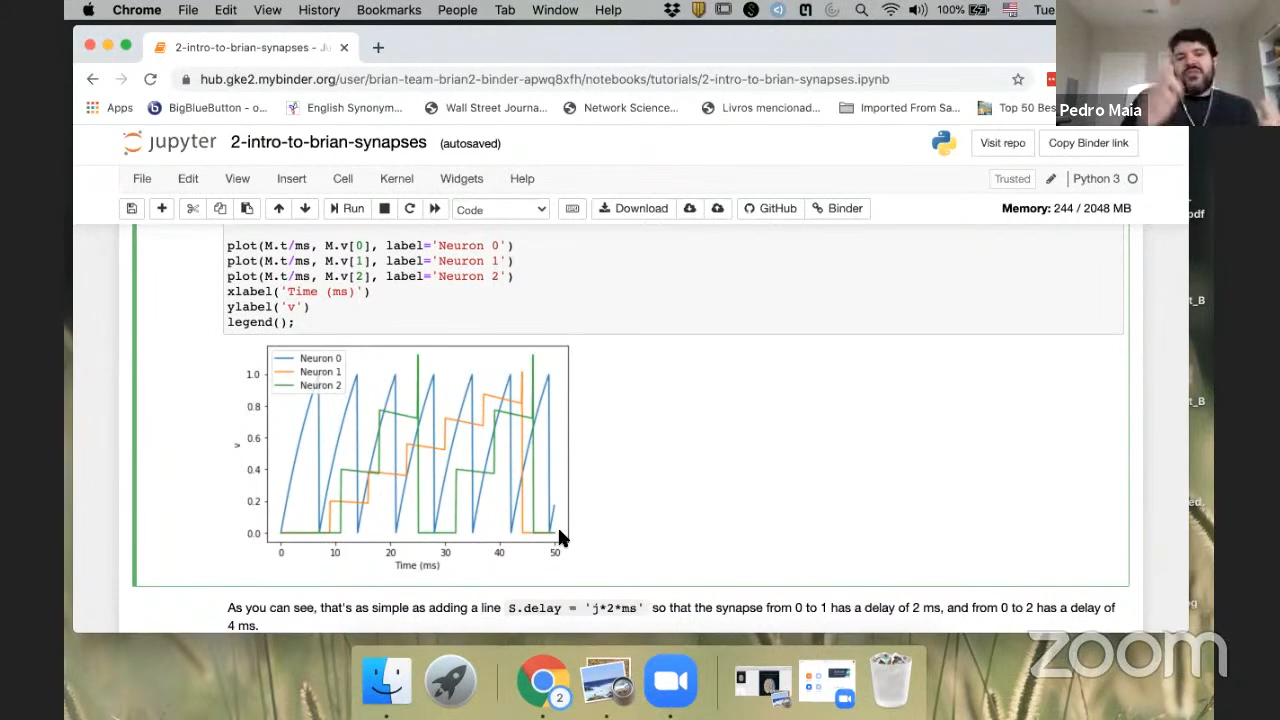 Chrome File Edit View History Bookmarks People Tab Window Help 100% Tue
2-intro-to-brian-synapses - Ju
hub.gke2.mybinder.org/user/brian-team-brian2-binder-apwq8xfh/notebooks/tutorials/2-intro-to-brian-synapses.ipynb
Pedro Maia
Apps BigBlueButton - o... English Synonym... Wall Street Journa... Network Science... Livros mencionad... Imported From Sa... Top 50 Bes
jupyter 2-intro-to-brian-synapses (autosaved) Visit repo Copy Binder link
File Edit View Insert Cell Kernel Widgets Help Trusted Python 3
Run Code Download GitHub Binder Memory: 244 / 2048 MB
pdf
plot(M.t/ms, M.v[0], label='Neuron 0')
plot(M.t/ms, M.v[1], label='Neuron 1')
plot(M.t/ms, M.v[2], label='Neuron 2')
xlabel('Time (ms)')
ylabel('v')
legend();
t_B
Neuron 0
Neuron 1
Neuron 2
1.0
0.8
0.6
0.4
0.2
0.0
v
0 10 20 30 40 50
Time (ms)
t_B
ed.
As you can see, that's as simple as adding a line S.delay = 'j*2*ms' so that the synapse from 0 to 1 has a delay of 2 ms, and from 0 to 2 has a delay of
4 ms.
zoom
2